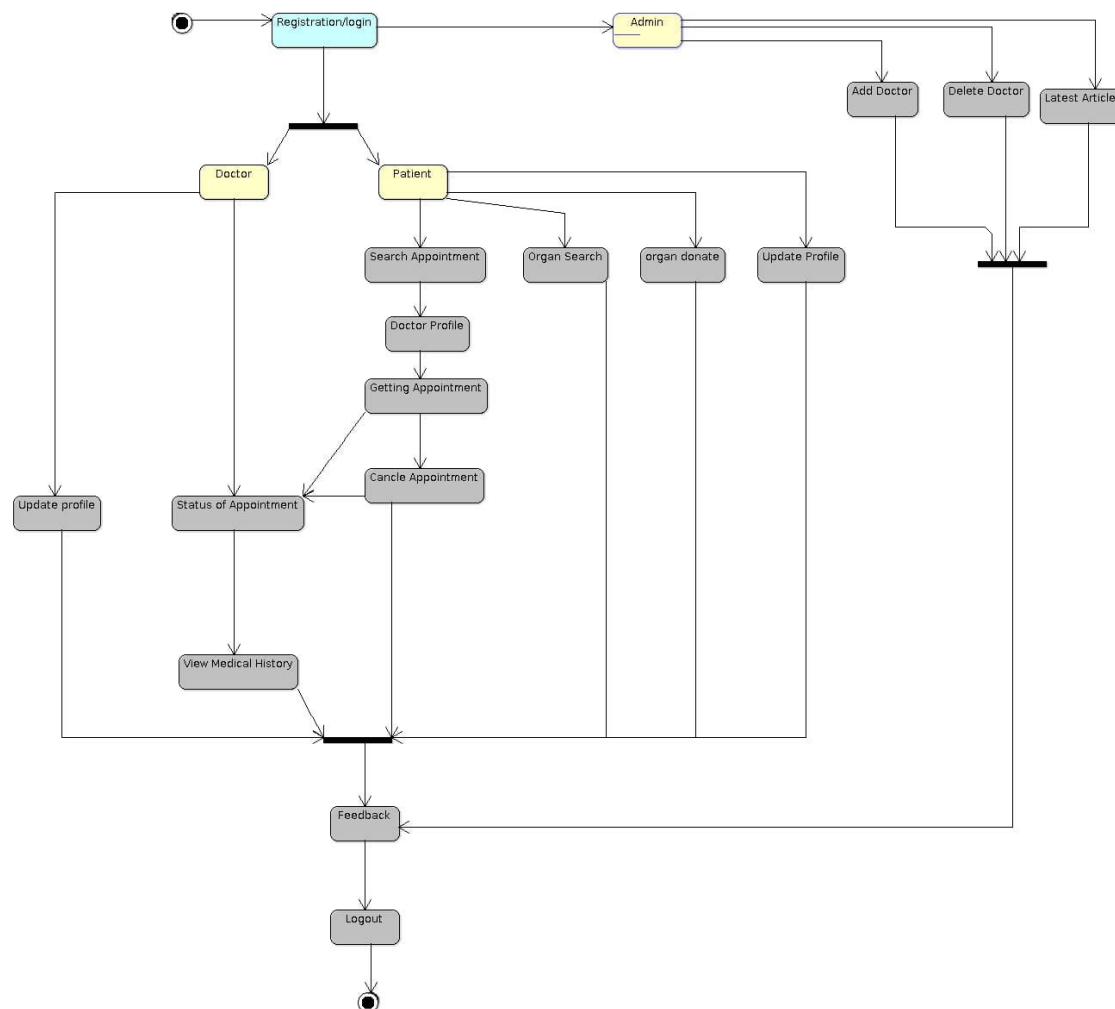 Registration/login
Admin
Add Doctor
Delete Doctor
Latest Article
Doctor
Patient
Search Appointment
Organ Search
organ donate
Update Profile
Doctor Profile
Getting Appointment
Cancle Appointment
Update profile
Status of Appointment
View Medical History
Feedback
Logout